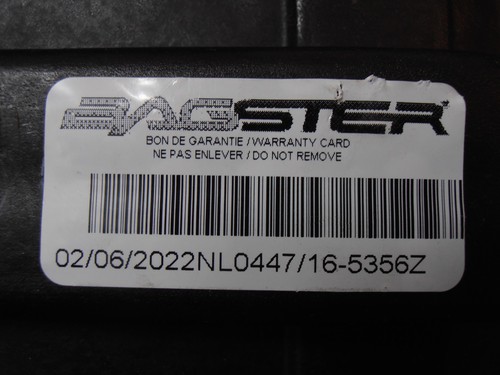 BAGSTER
BON DE GARANTIE / WARRANTY CARD
NE PAS ENLEVER / DO NOT REMOVE
02/06/2022NL0447/16-5356Z